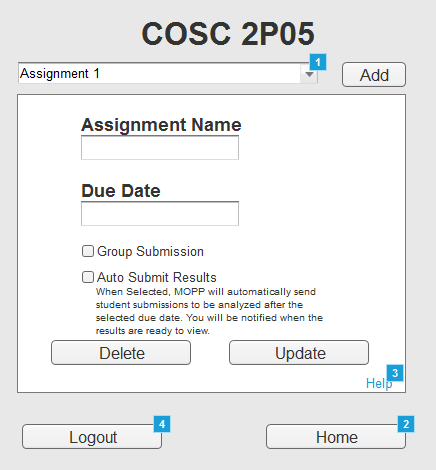 COSC 2P05
1
Assignment 1
Add
Assignment Name
Due Date
Group Submission
Auto Submit Results
When Selected, MOPP will automatically send
student submissions to be analyzed after the
selected due date. You will be notified when the
results are ready to view.
Delete
Update
3
Help
4
2
Logout
Home